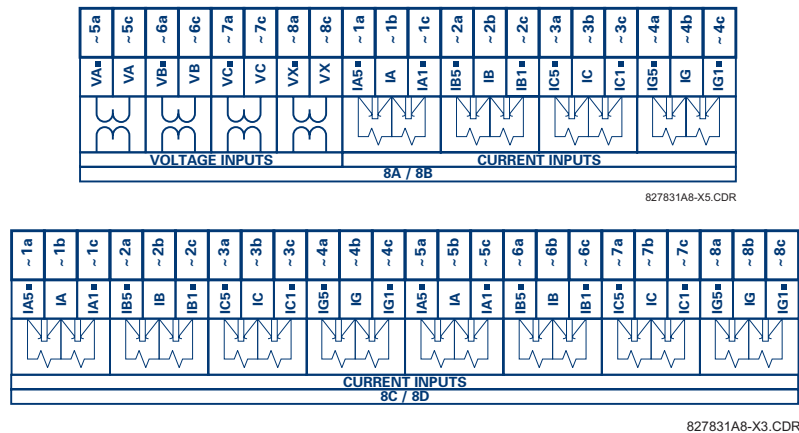 ~ 5a ~ 5c ~ 6a ~ 6c ~ 7a ~ 7c ~ 8a ~ 8c ~ 1a ~ 1b ~ 1c ~ 2a ~ 2b ~ 2c ~ 3a ~ 3b ~ 3c ~ 4a ~ 4b ~ 4c
VA■ VA VB■ VB VC■ VC VX■ VX IA5■ IA IA1■ IB5■ IB IB1■ IC5■ IC IC1■ IG5■ IG IG1■
VOLTAGE INPUTS CURRENT INPUTS
8A / 8B
827831A8-X5.CDR
~ 1a ~ 1b ~ 1c ~ 2a ~ 2b ~ 2c ~ 3a ~ 3b ~ 3c ~ 4a ~ 4b ~ 4c ~ 5a ~ 5b ~ 5c ~ 6a ~ 6b ~ 6c ~ 7a ~ 7b ~ 7c ~ 8a ~ 8b ~ 8c
IA5■ IA IA1■ IB5■ IB IB1■ IC5■ IC IC1■ IG5■ IG IG1■ IA5■ IA IA1■ IB5■ IB IB1■ IC5■ IC IC1■ IG5■ IG IG1■
CURRENT INPUTS
8C / 8D
827831A8-X3.CDR